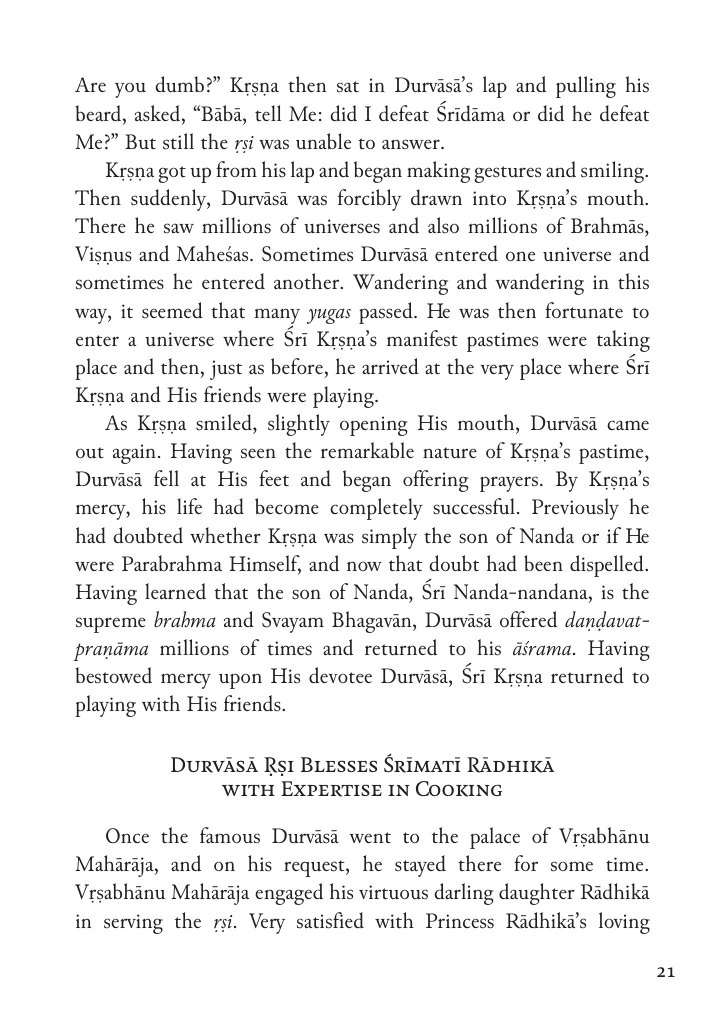 Are you dumb?” Kṛṣṇa then sat in Durvāsā’s lap and pulling his
beard, asked, “Bābā, tell Me: did I defeat Śrīdāma or did he defeat
Me?” But still the ṛṣi was unable to answer.
Kṛṣṇa got up from his lap and began making gestures and smiling.
Then suddenly, Durvāsā was forcibly drawn into Kṛṣṇa’s mouth.
There he saw millions of universes and also millions of Brahmās,
Viṣṇus and Maheśas. Sometimes Durvāsā entered one universe and
sometimes he entered another. Wandering and wandering in this
way, it seemed that many yugas passed. He was then fortunate to
enter a universe where Śrī Kṛṣṇa’s manifest pastimes were taking
place and then, just as before, he arrived at the very place where Śrī
Kṛṣṇa and His friends were playing.
As Kṛṣṇa smiled, slightly opening His mouth, Durvāsā came
out again. Having seen the remarkable nature of Kṛṣṇa’s pastime,
Durvāsā fell at His feet and began offering prayers. By Kṛṣṇa’s
mercy, his life had become completely successful. Previously he
had doubted whether Kṛṣṇa was simply the son of Nanda or if He
were Parabrahma Himself, and now that doubt had been dispelled.
Having learned that the son of Nanda, Śrī Nanda-nandana, is the
supreme brahma and Svayam Bhagavān, Durvāsā offered daṇḍavat-
praṇāma millions of times and returned to his āśrama. Having
bestowed mercy upon His devotee Durvāsā, Śrī Kṛṣṇa returned to
playing with His friends.
Durvāsā Ṛṣi Blesses Śrīmatī Rādhikā
with Expertise in Cooking
Once the famous Durvāsā went to the palace of Vṛṣabhānu
Mahārāja, and on his request, he stayed there for some time.
Vṛṣabhānu Mahārāja engaged his virtuous darling daughter Rādhikā
in serving the ṛṣi. Very satisfied with Princess Rādhikā’s loving
21